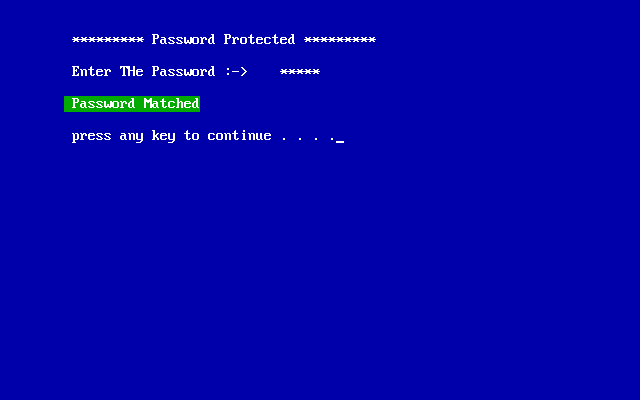 ********* Password Protected *********
Enter THe Password :-> *****
Password Matched
press any key to continue . . . ._